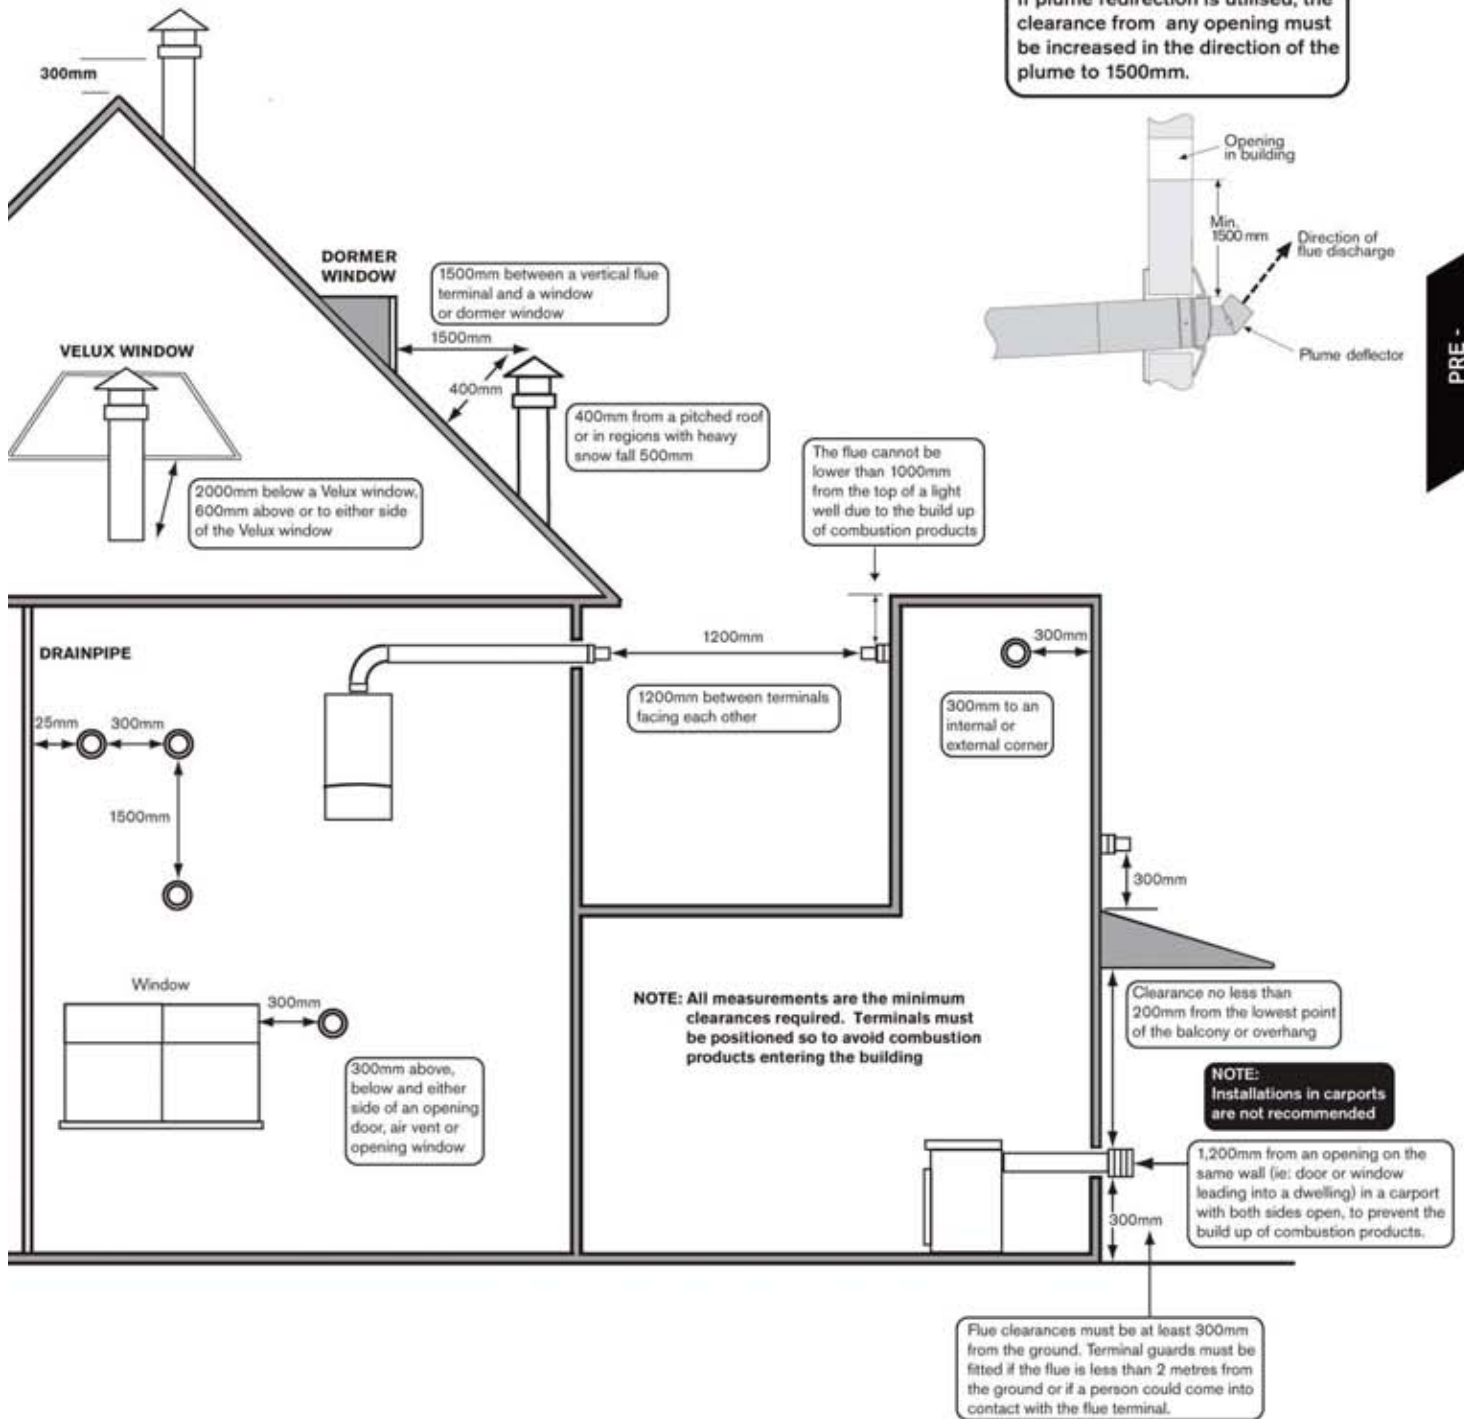 If plume redirection is utilised, the
clearance from any opening must
be increased in the direction of the
plume to 1500mm.
300mm
Opening
in building
Min.
1500 mm
Direction of
flue discharge
Plume deflector
PRE -
DORMER
WINDOW
1500mm between a vertical flue
terminal and a window
or dormer window
1500mm
400mm
VELUX WINDOW
400mm from a pitched roof
or in regions with heavy
snow fall 500mm
2000mm below a Velux window,
600mm above or to either side
of the Velux window
The flue cannot be
lower than 1000mm
from the top of a light
well due to the build up
of combustion products
DRAINPIPE
1200mm
300mm
1200mm between terminals
facing each other
300mm to an
internal or
external corner
25mm
300mm
1500mm
300mm
Window
300mm
300mm above,
below and either
side of an opening
door, air vent or
opening window
NOTE: All measurements are the minimum
clearances required. Terminals must
be positioned so to avoid combustion
products entering the building
Clearance no less than
200mm from the lowest point
of the balcony or overhang
NOTE:
Installations in carports
are not recommended
1,200mm from an opening on the
same wall (ie: door or window
leading into a dwelling) in a carport
with both sides open, to prevent the
build up of combustion products.
300mm
Flue clearances must be at least 300mm
from the ground. Terminal guards must be
fitted if the flue is less than 2 metres from
the ground or if a person could come into
contact with the flue terminal.